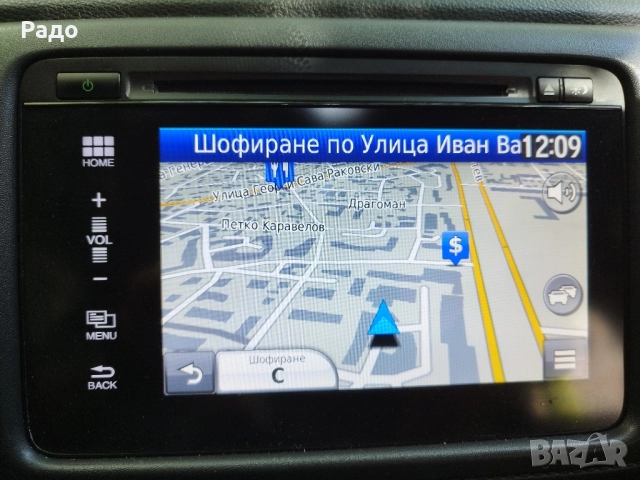 Радо
HOME
+
VOL
-
MENU
BACK
Шофиране по Улица Иван Ва
12:09
Улица Георги Сава Раковски
Драгоман
Петко Каравелов
$
Шофиране
С
BAZAR